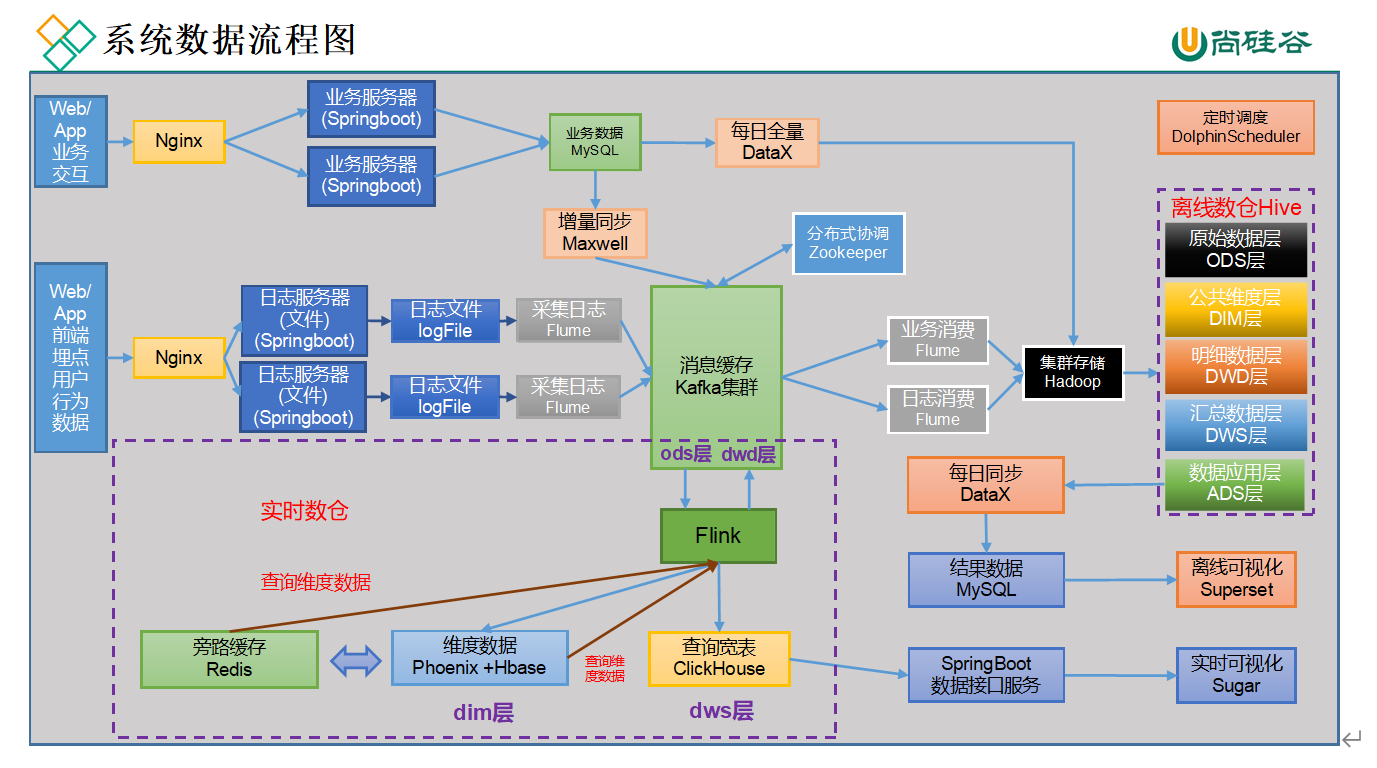 系统数据流程图
尚硅谷
Web/
App
业务
交互
Nginx
业务服务器
(Springboot)
业务服务器
(Springboot)
业务数据
MySQL
每日全量
DataX
定时调度
DolphinScheduler
增量同步
Maxwell
分布式协调
Zookeeper
Web/
App
前端
埋点
用户
行为
数据
Nginx
日志服务器
(文件)
(Springboot)
日志服务器
(文件)
(Springboot)
日志文件
logFile
日志文件
logFile
采集日志
Flume
采集日志
Flume
消息缓存
Kafka集群
ods层 dwd层
业务消费
Flume
日志消费
Flume
集群存储
Hadoop
离线数仓Hive
原始数据层
ODS层
公共维度层
DIM层
明细数据层
DWD层
汇总数据层
DWS层
数据应用层
ADS层
每日同步
DataX
结果数据
MySQL
离线可视化
Superset
实时数仓
Flink
查询维度数据
旁路缓存
Redis
维度数据
Phoenix +Hbase
查询维
度数据
查询宽表
ClickHouse
dim层
dws层
SpringBoot
数据接口服务
实时可视化
Sugar